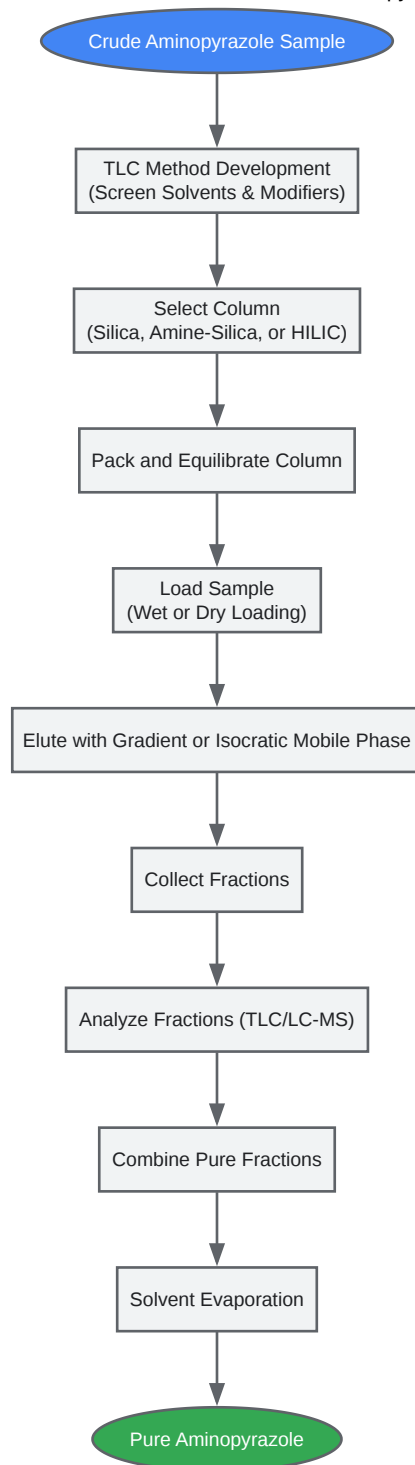 Crude Aminopyrazole Sample
TLC Method Development
(Screen Solvents & Modifiers)
Select Column
(Silica, Amine-Silica, or HILIC)
Pack and Equilibrate Column
Load Sample
(Wet or Dry Loading)
Elute with Gradient or Isocratic Mobile Phase
Collect Fractions
Analyze Fractions (TLC/LC-MS)
Combine Pure Fractions
Solvent Evaporation
Pure Aminopyrazole